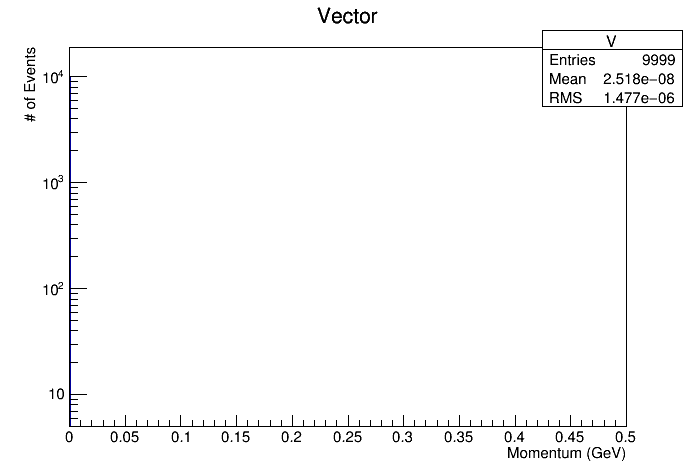 Vector
V
Entries 9999
Mean 2.518e−08
RMS 1.477e−06
# of Events
10⁴
10³
10²
10
0 0.05 0.1 0.15 0.2 0.25 0.3 0.35 0.4 0.45 0.5
Momentum (GeV)